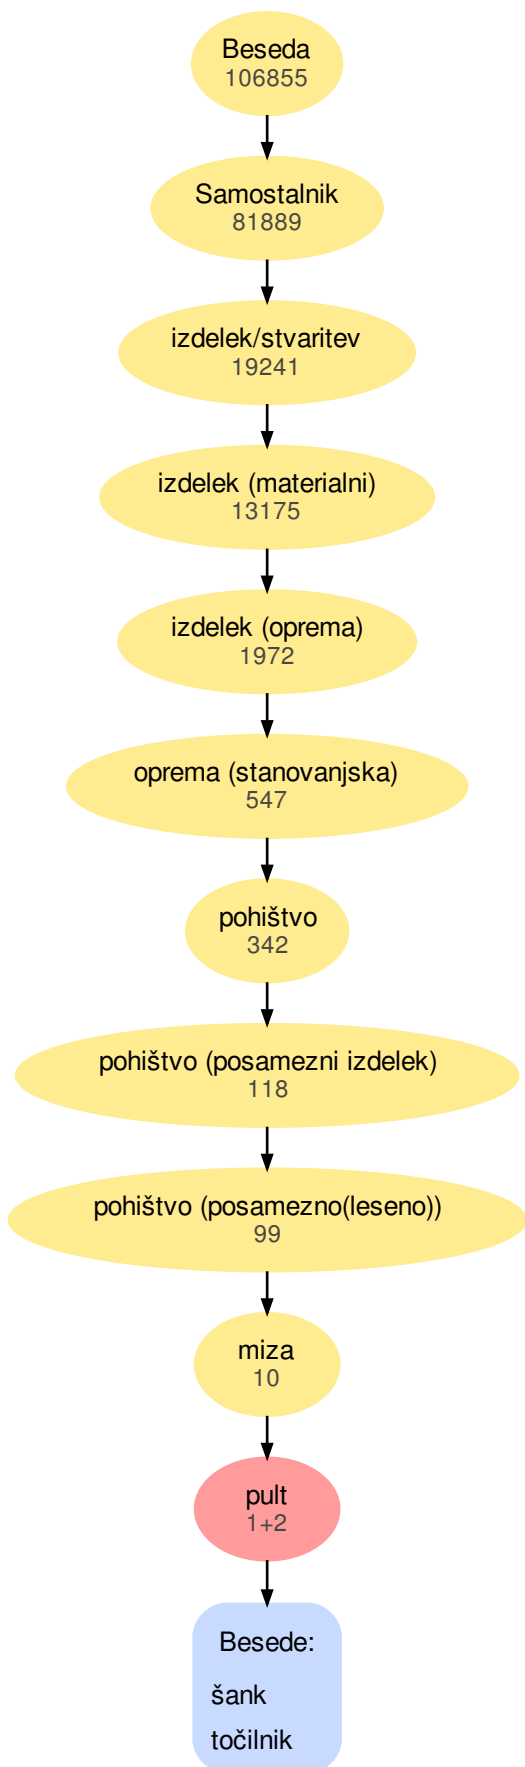 Beseda
106855
Samostalnik
81889
izdelek/stvaritev
19241
izdelek (materialni)
13175
izdelek (oprema)
1972
oprema (stanovanjska)
547
pohištvo
342
pohištvo (posamezni izdelek)
118
pohištvo (posamezno(leseno))
99
miza
10
pult
1+2
Besede:
šank
točilnik